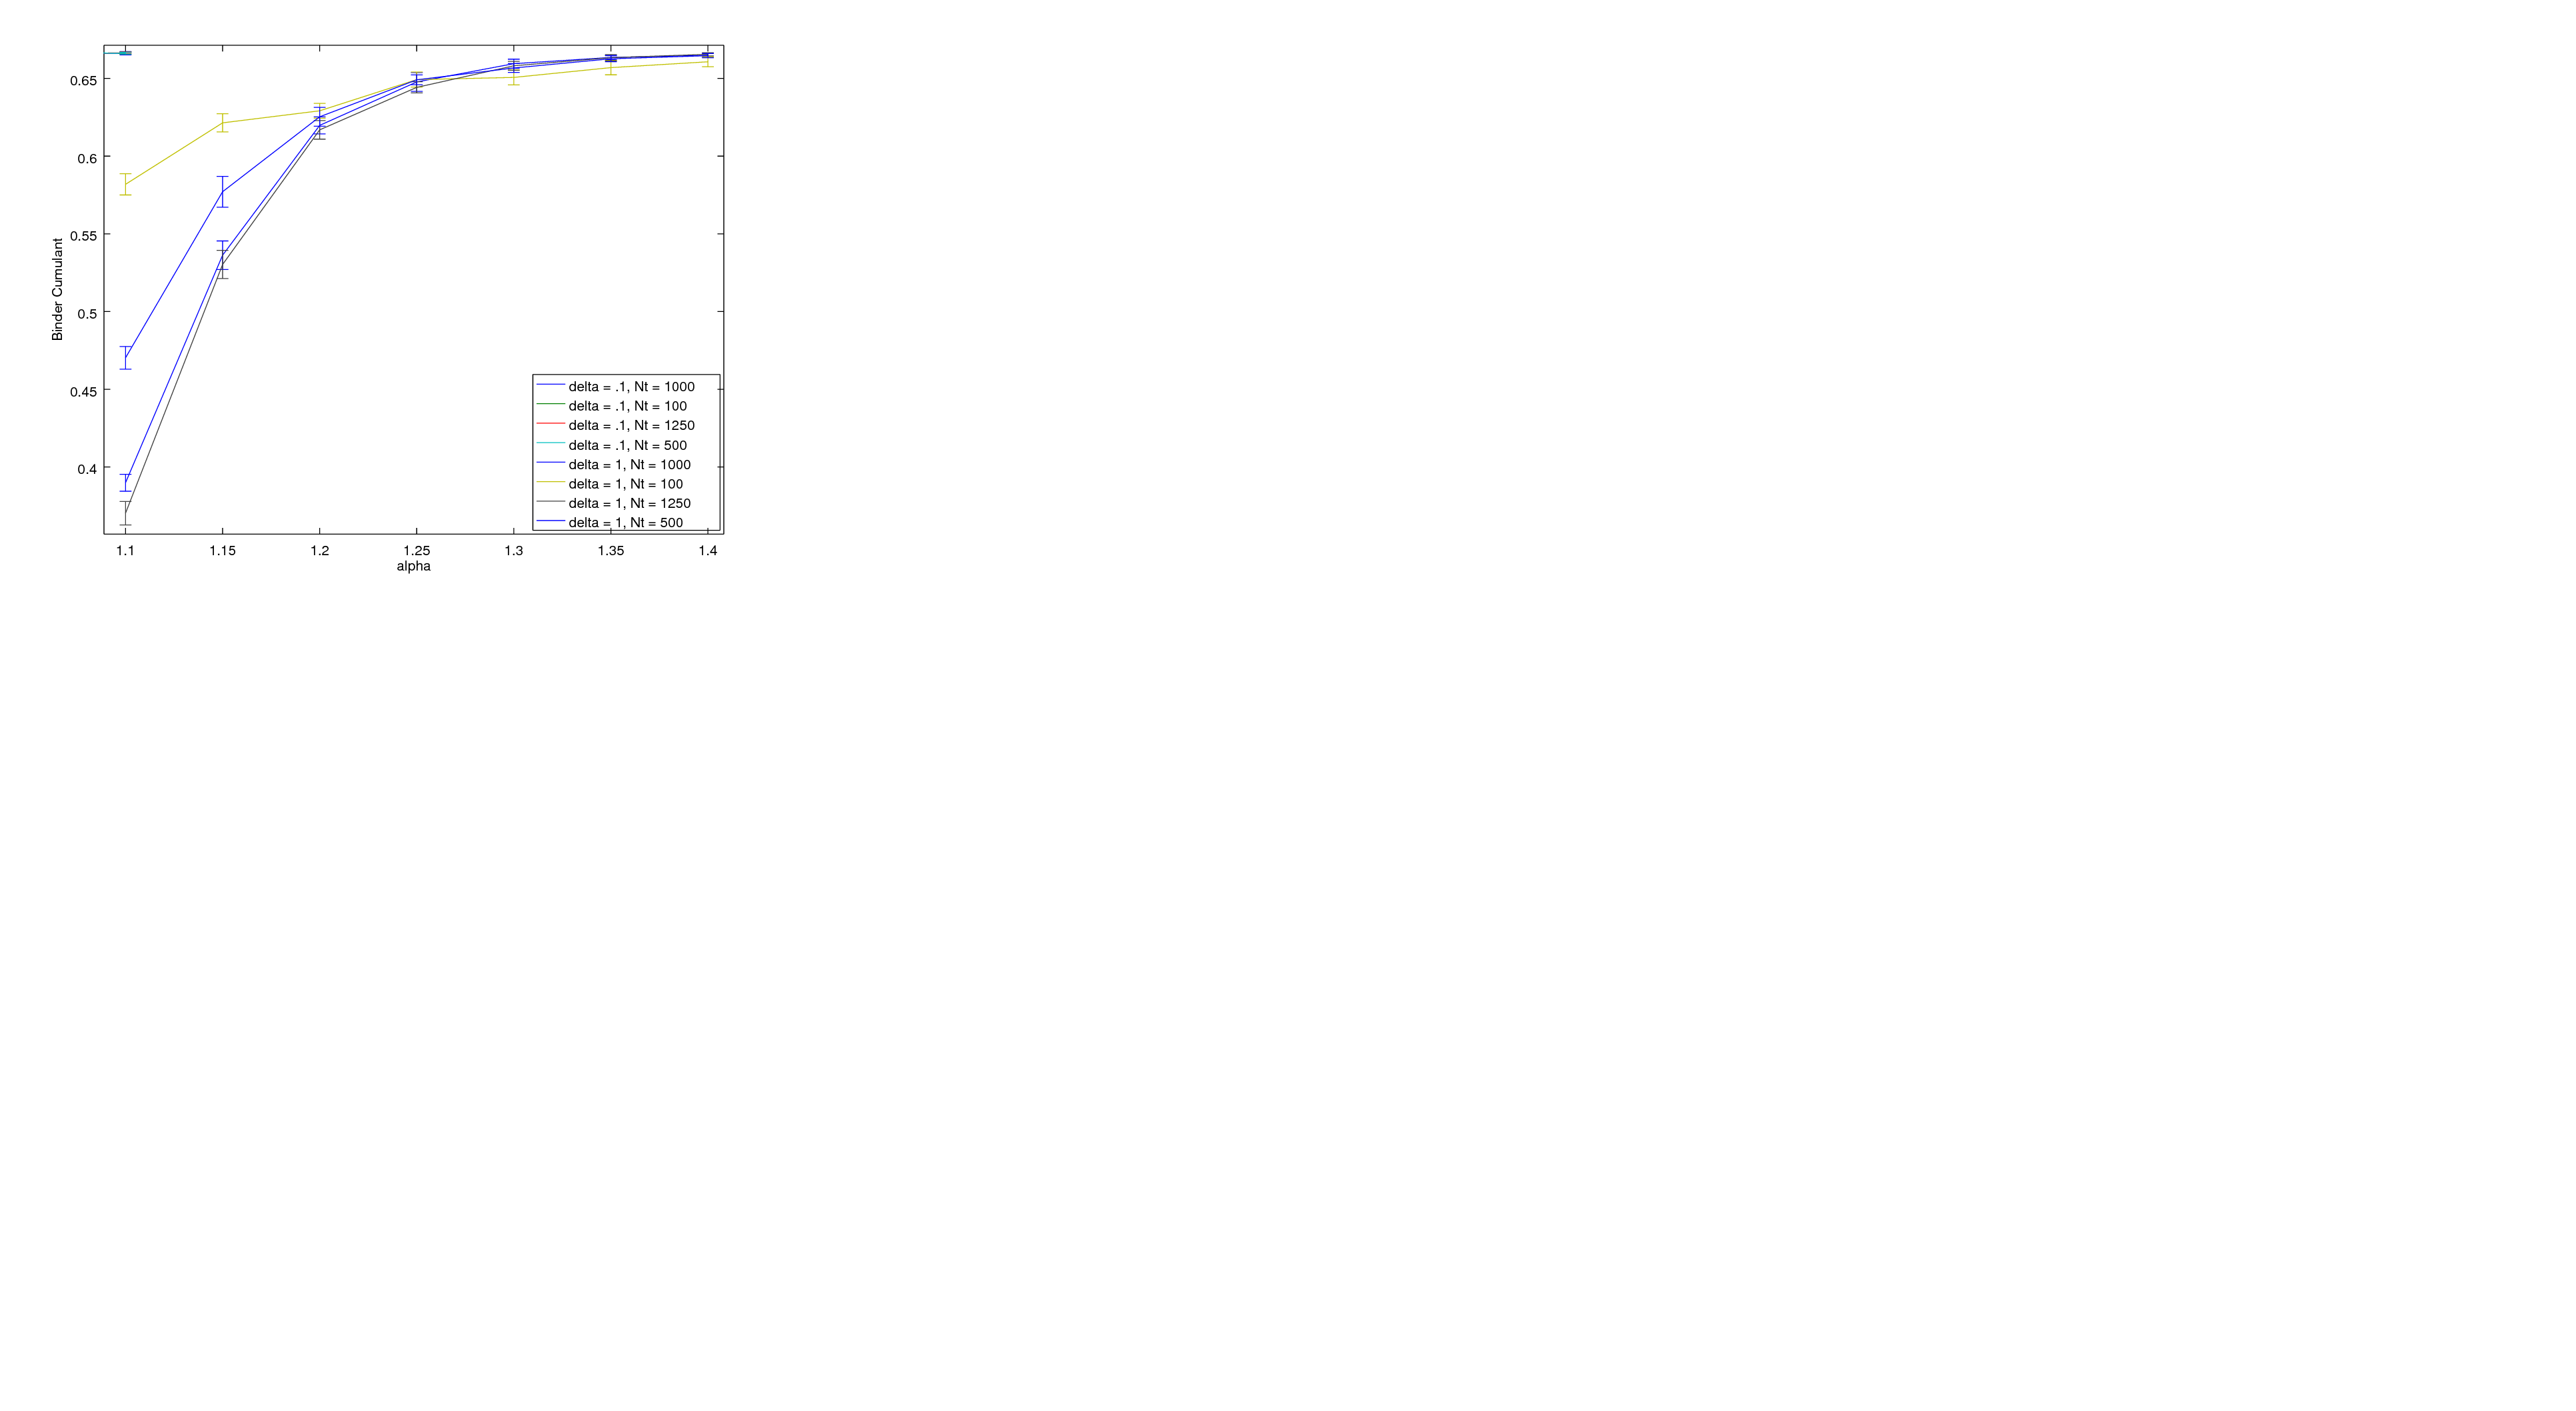 0.65
0.6
0.55
0.5
0.45
0.4
Binder Cumulant
delta = .1, Nt = 1000
delta = .1, Nt = 100
delta = .1, Nt = 1250
delta = .1, Nt = 500
delta = 1, Nt = 1000
delta = 1, Nt = 100
delta = 1, Nt = 1250
delta = 1, Nt = 500
1.1 1.15 1.2 1.25 1.3 1.35 1.4
alpha